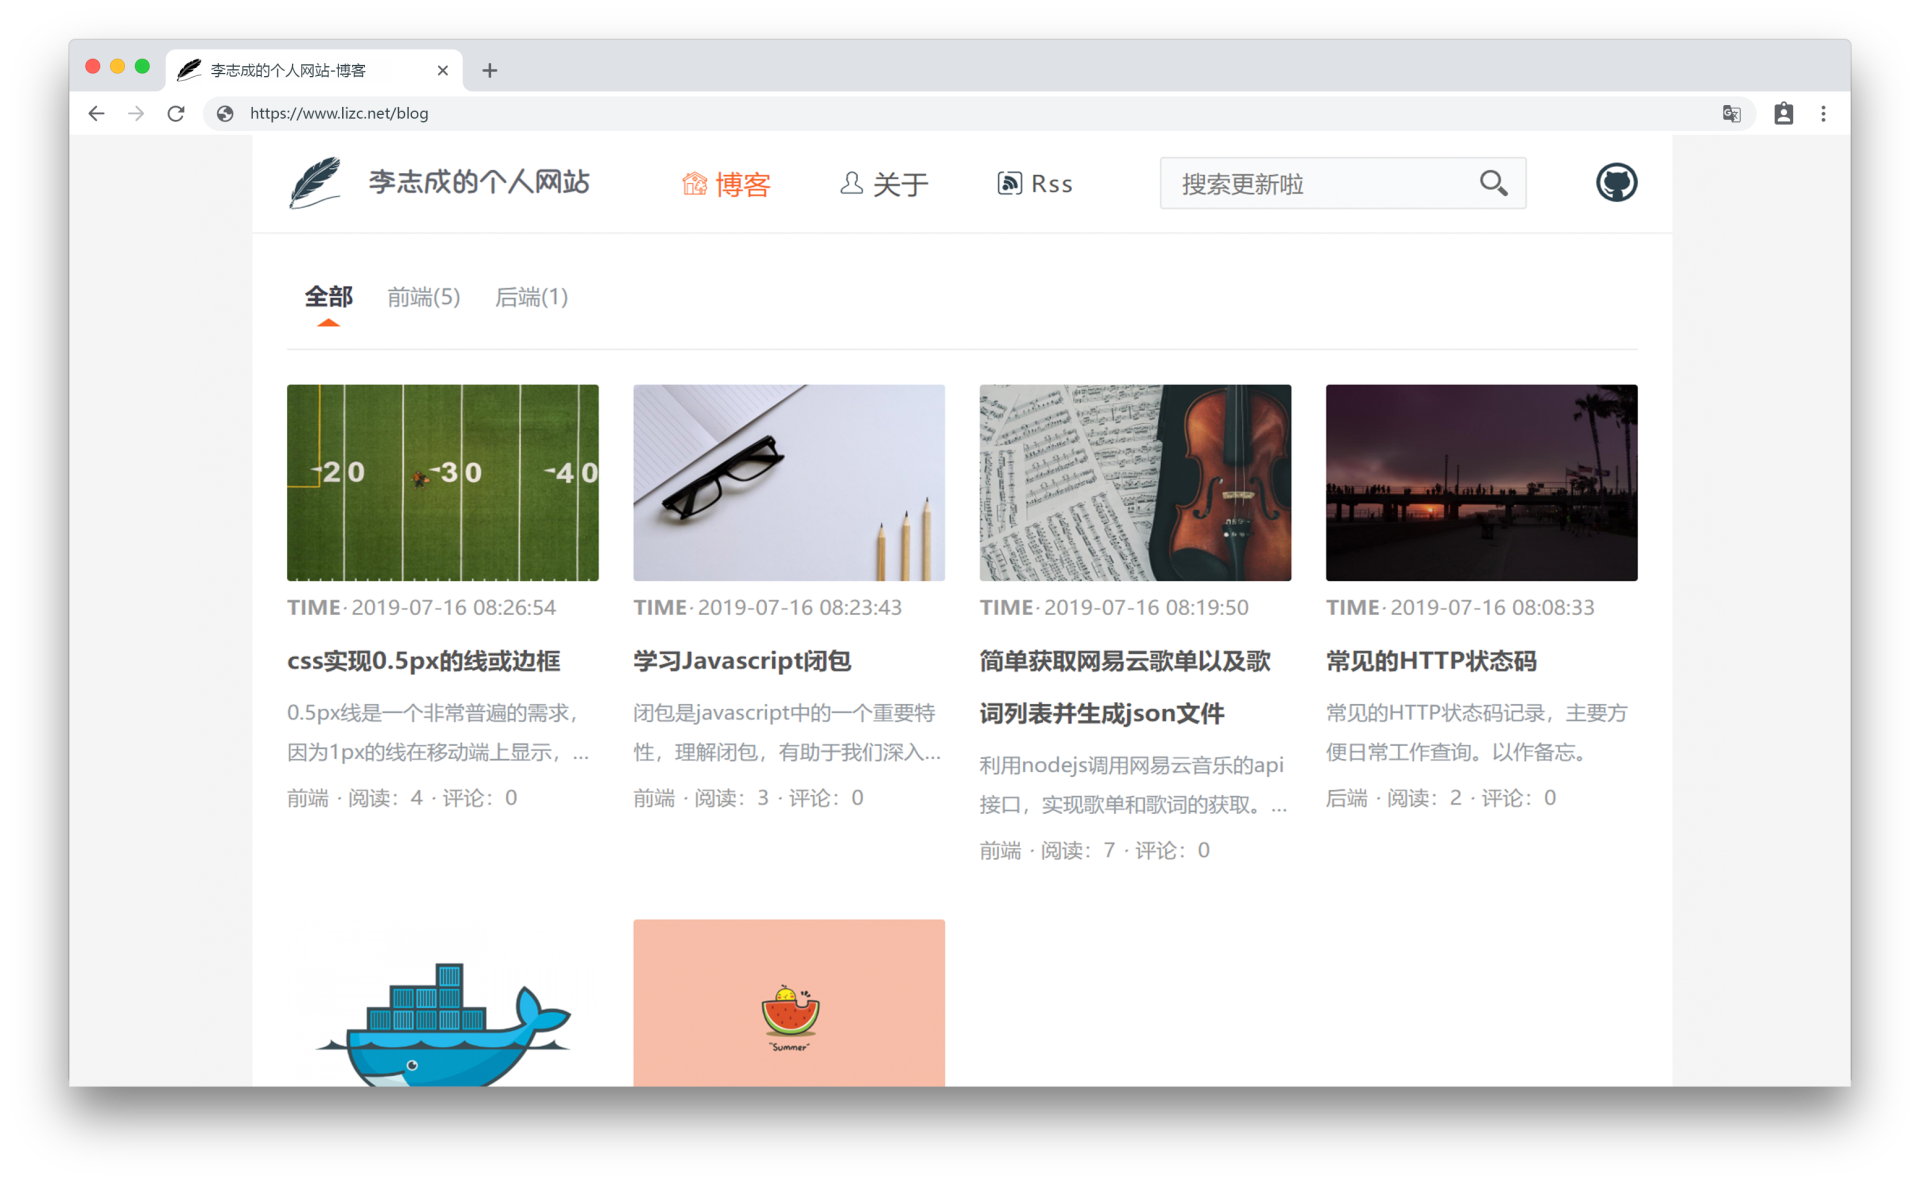 李志成的个人网站-博客
https://www.lizc.net/blog
李志成的个人网站
博客
关于
Rss
搜索更新啦
全部
前端(5)
后端(1)
20
30
40
TIME· 2019-07-16 08:26:54
css实现0.5px的线或边框
0.5px线是一个非常普遍的需求，
因为1px的线在移动端上显示，...
前端 · 阅读：4 · 评论：0
TIME· 2019-07-16 08:23:43
学习Javascript闭包
闭包是javascript中的一个重要特
性，理解闭包，有助于我们深入...
前端 · 阅读：3 · 评论：0
TIME· 2019-07-16 08:19:50
简单获取网易云歌单以及歌
词列表并生成json文件
利用nodejs调用网易云音乐的api
接口，实现歌单和歌词的获取。...
前端 · 阅读：7 · 评论：0
TIME· 2019-07-16 08:08:33
常见的HTTP状态码
常见的HTTP状态码记录，主要方
便日常工作查询。以作备忘。
后端 · 阅读：2 · 评论：0
"Summer"